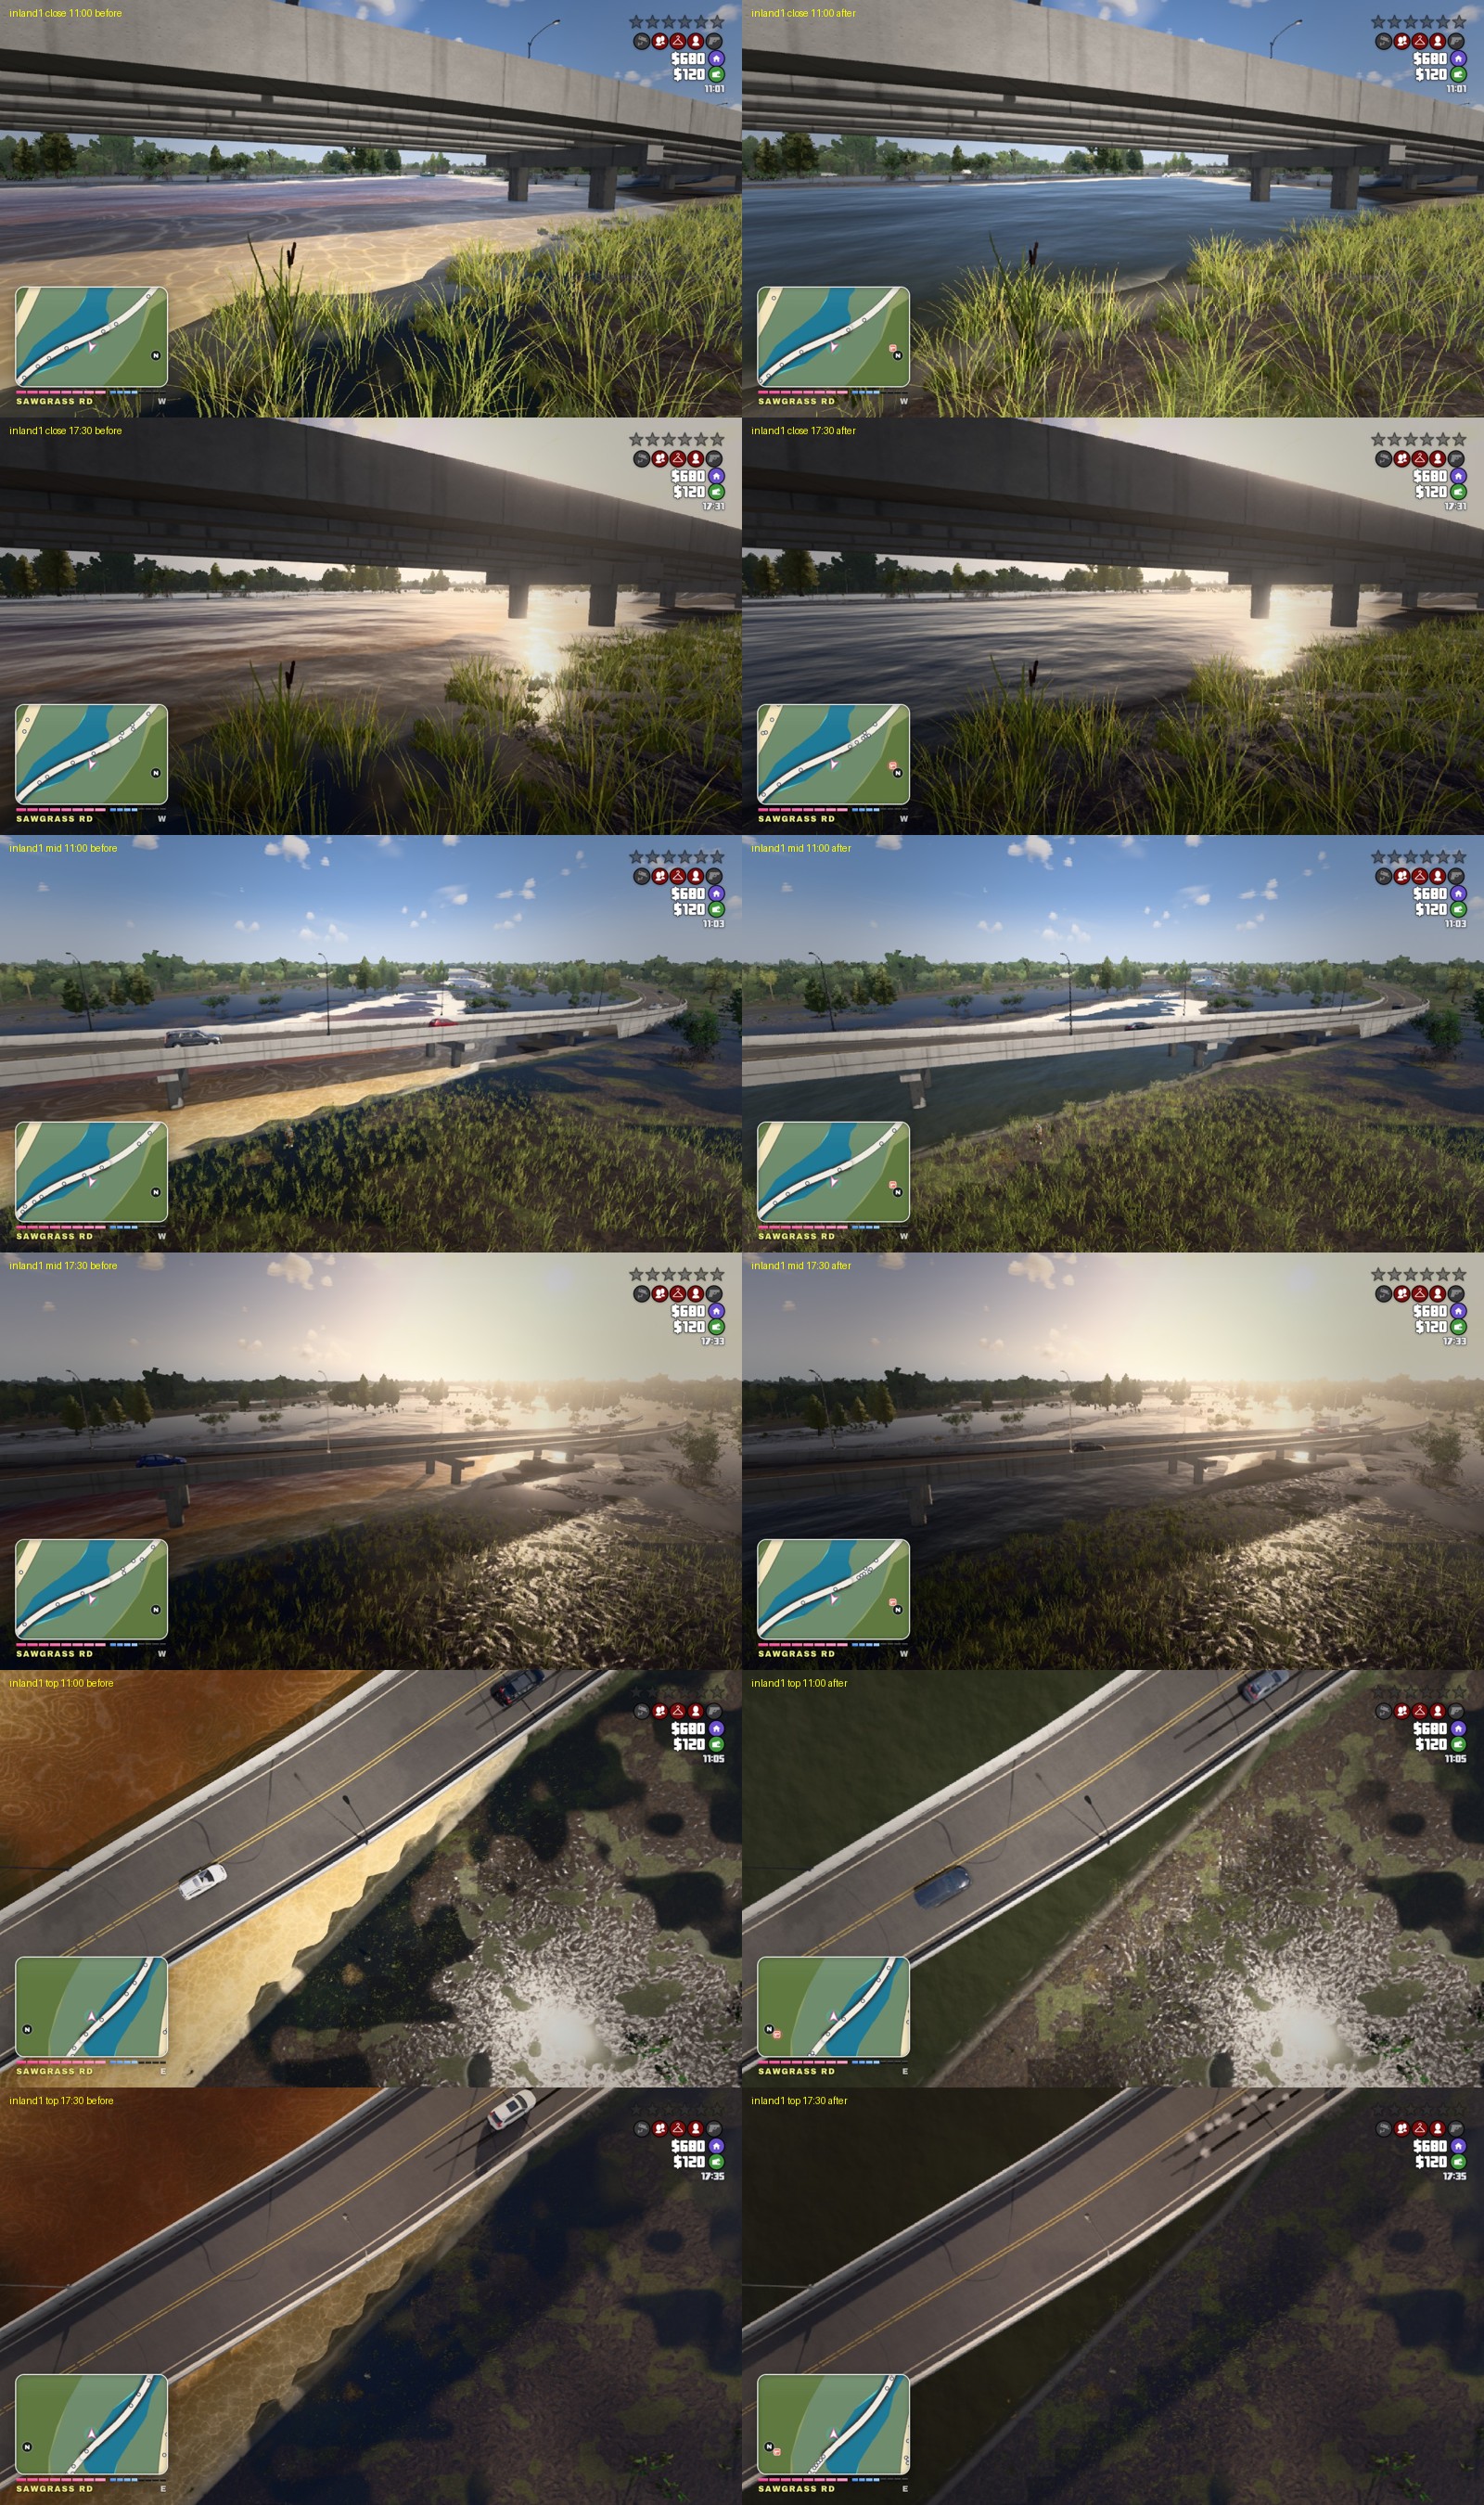 inland1 close 11:00 before
$680
$120
11:01
N
SAWGRASS RD W
inland1 close 11:00 after
$680
$120
11:01
N
SAWGRASS RD W
inland1 close 17:30 before
$680
$120
17:31
N
SAWGRASS RD W
inland1 close 17:30 after
$680
$120
17:31
N
SAWGRASS RD W
inland1 mid 11:00 before
$680
$120
11:03
N
SAWGRASS RD W
inland1 mid 11:00 after
$680
$120
11:03
N
SAWGRASS RD W
inland1 mid 17:30 before
$680
$120
17:33
N
SAWGRASS RD W
inland1 mid 17:30 after
$680
$120
17:33
N
SAWGRASS RD W
inland1 top 11:00 before
$680
$120
11:05
N
SAWGRASS RD E
inland1 top 11:00 after
$680
$120
11:05
N
SAWGRASS RD E
inland1 top 17:30 before
$680
$120
17:35
N
SAWGRASS RD E
inland1 top 17:30 after
$680
$120
17:35
N
SAWGRASS RD E